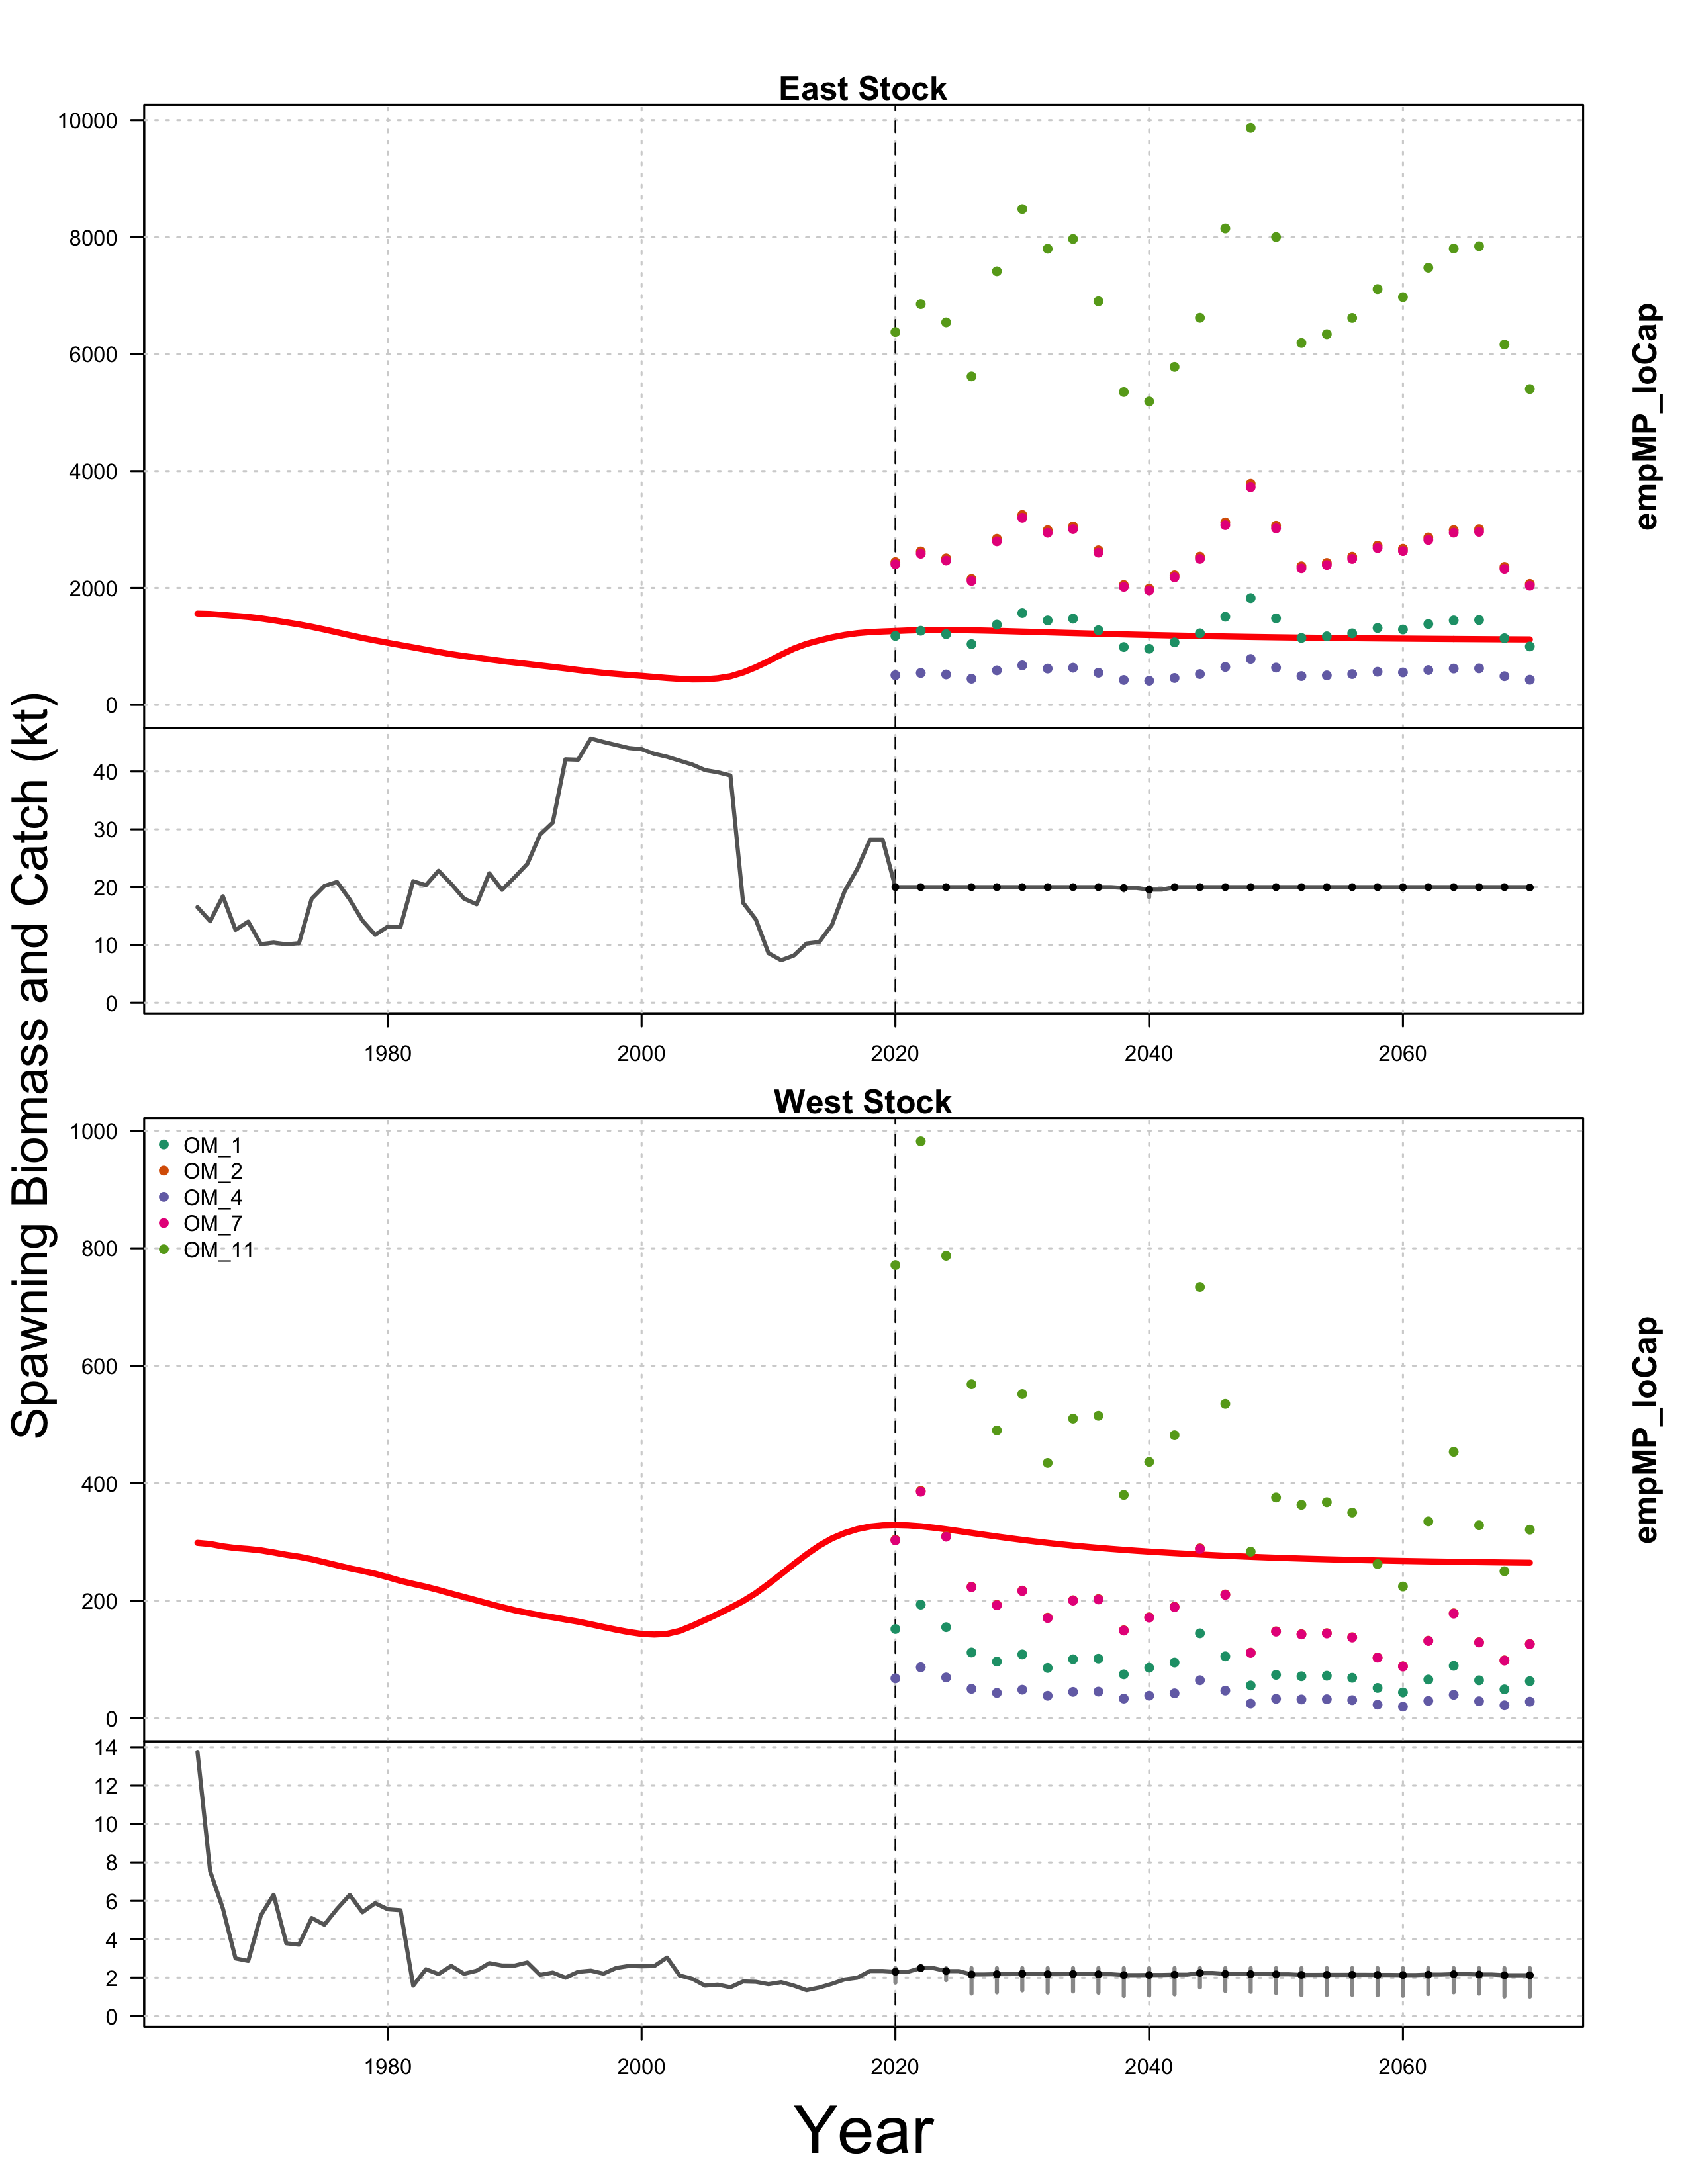 East Stock
10000
8000
6000
4000
2000
0
empMP_loCap
40
30
20
10
0
1980 2000 2020 2040 2060
Spawning Biomass and Catch (kt)
West Stock
1000
800
600
400
200
0
OM_1
OM_2
OM_4
OM_7
OM_11
empMP_loCap
14
12
10
8
6
4
2
0
1980 2000 2020 2040 2060
Year